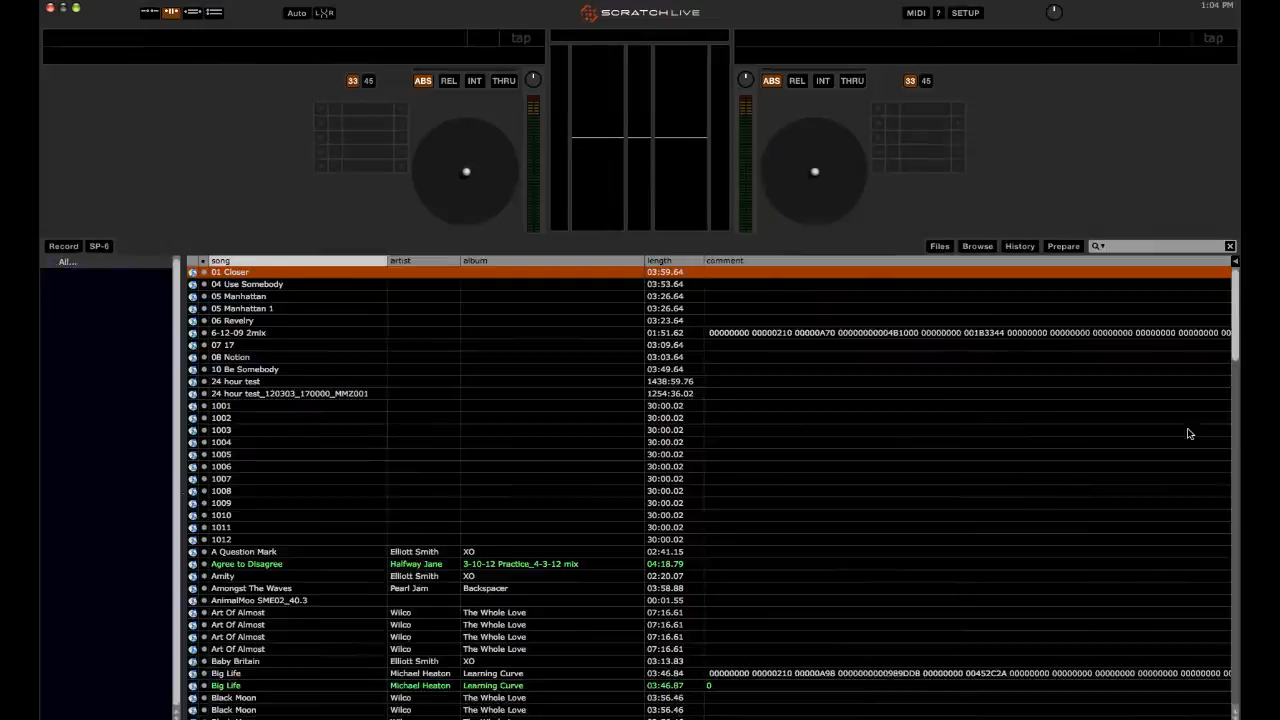 1:04 PM
Auto L R SCRATCH LIVE MIDI ? SETUP
tap tap
33 45 ABS REL INT THRU ABS REL INT THRU 33 45
Record SP-6 Files Browse History Prepare
All... song artist album length comment
01 Closer 03:59.64
04 Use Somebody 03:53.64
05 Manhattan 03:26.64
05 Manhattan 1 03:26.64
06 Revelry 03:23.64
6-12-09 2mix 01:51.62 00000000 00000210 00000A70 00000000004B1000 00000000 001B3344 00000000 00000000 00000000 00000000 00000000 00
07 17 03:09.64
08 Notion 03:03.64
10 Be Somebody 03:49.64
24 hour test 1438:59.76
24 hour test_120303_170000_MMZ001 1254:36.02
1001 30:00.02
1002 30:00.02
1003 30:00.02
1004 30:00.02
1005 30:00.02
1006 30:00.02
1007 30:00.02
1008 30:00.02
1009 30:00.02
1010 30:00.02
1011 30:00.02
1012 30:00.02
A Question Mark Elliott Smith XO 02:41.15
Agree to Disagree Halfway Jane 3-10-12 Practice_4-3-12 mix 04:18.79
Amity Elliott Smith XO 02:20.07
Amongst The Waves Pearl Jam Backspacer 03:58.88
AnimalMoo SME02_40.3 00:01.55
Art Of Almost Wilco The Whole Love 07:16.61
Art Of Almost Wilco The Whole Love 07:16.61
Art Of Almost Wilco The Whole Love 07:16.61
Art Of Almost Wilco The Whole Love 07:16.61
Baby Britain Elliott Smith XO 03:13.83
Big Life Michael Heaton Learning Curve 03:46.84 00000000 00000210 00000A98 0000000000989DD8 00000000 00452C2A 00000000 00000000 00000000 00000000 00000000 00
Big Life Michael Heaton Learning Curve 03:46.87 0
Black Moon Wilco The Whole Love 03:56.46
Black Moon Wilco The Whole Love 03:56.46